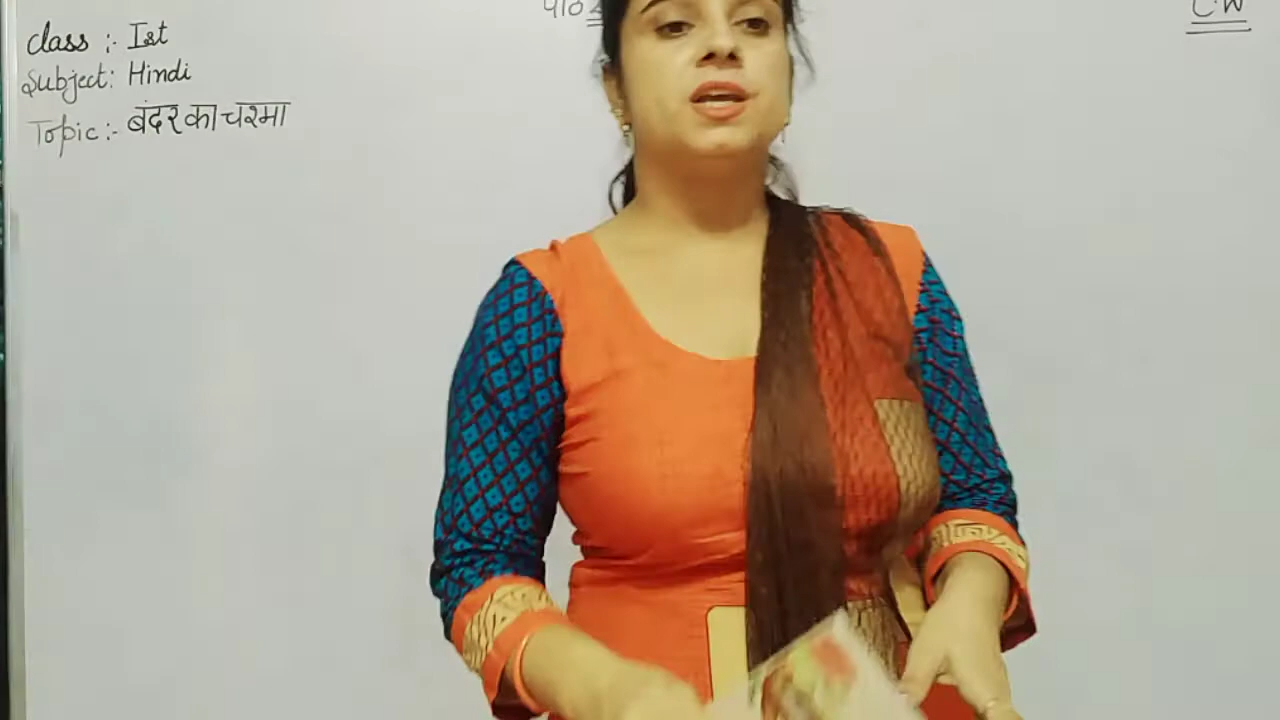 पाठ
C.W
Class :- Ist
Subject: Hindi
Topic:- बंदर का चश्मा